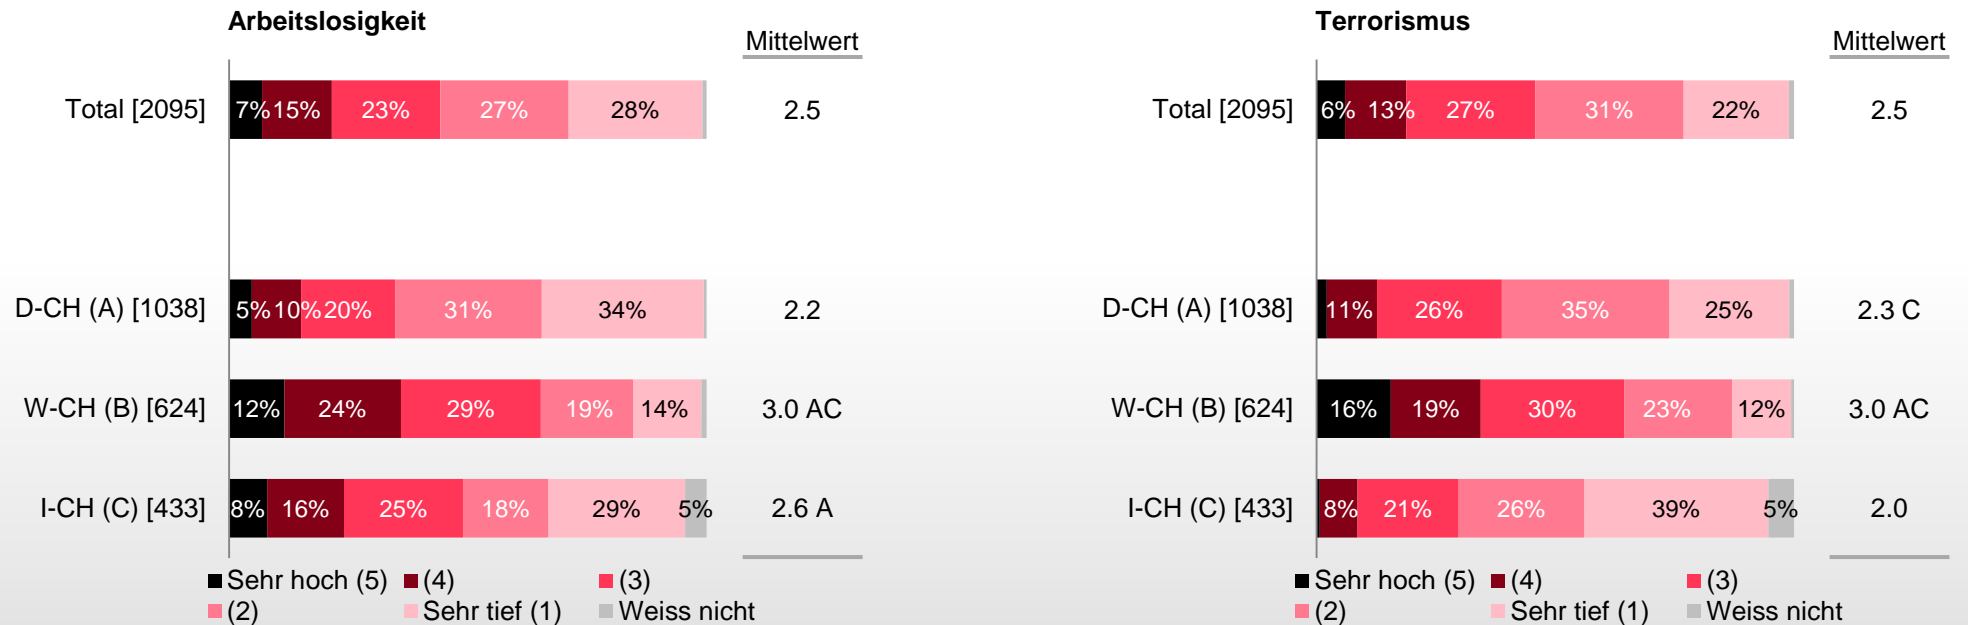 Arbeitslosigkeit
Mittelwert
Total [2095] 7% 15% 23% 27% 28% 2.5
D-CH (A) [1038] 5% 10% 20% 31% 34% 2.2
W-CH (B) [624] 12% 24% 29% 19% 14% 3.0 AC
I-CH (C) [433] 8% 16% 25% 18% 29% 5% 2.6 A
Sehr hoch (5) (4) (3)
(2) Sehr tief (1) Weiss nicht
Terrorismus
Mittelwert
Total [2095] 6% 13% 27% 31% 22% 2.5
D-CH (A) [1038] 11% 26% 35% 25% 2.3 C
W-CH (B) [624] 16% 19% 30% 23% 12% 3.0 AC
I-CH (C) [433] 8% 21% 26% 39% 5% 2.0
Sehr hoch (5) (4) (3)
(2) Sehr tief (1) Weiss nicht